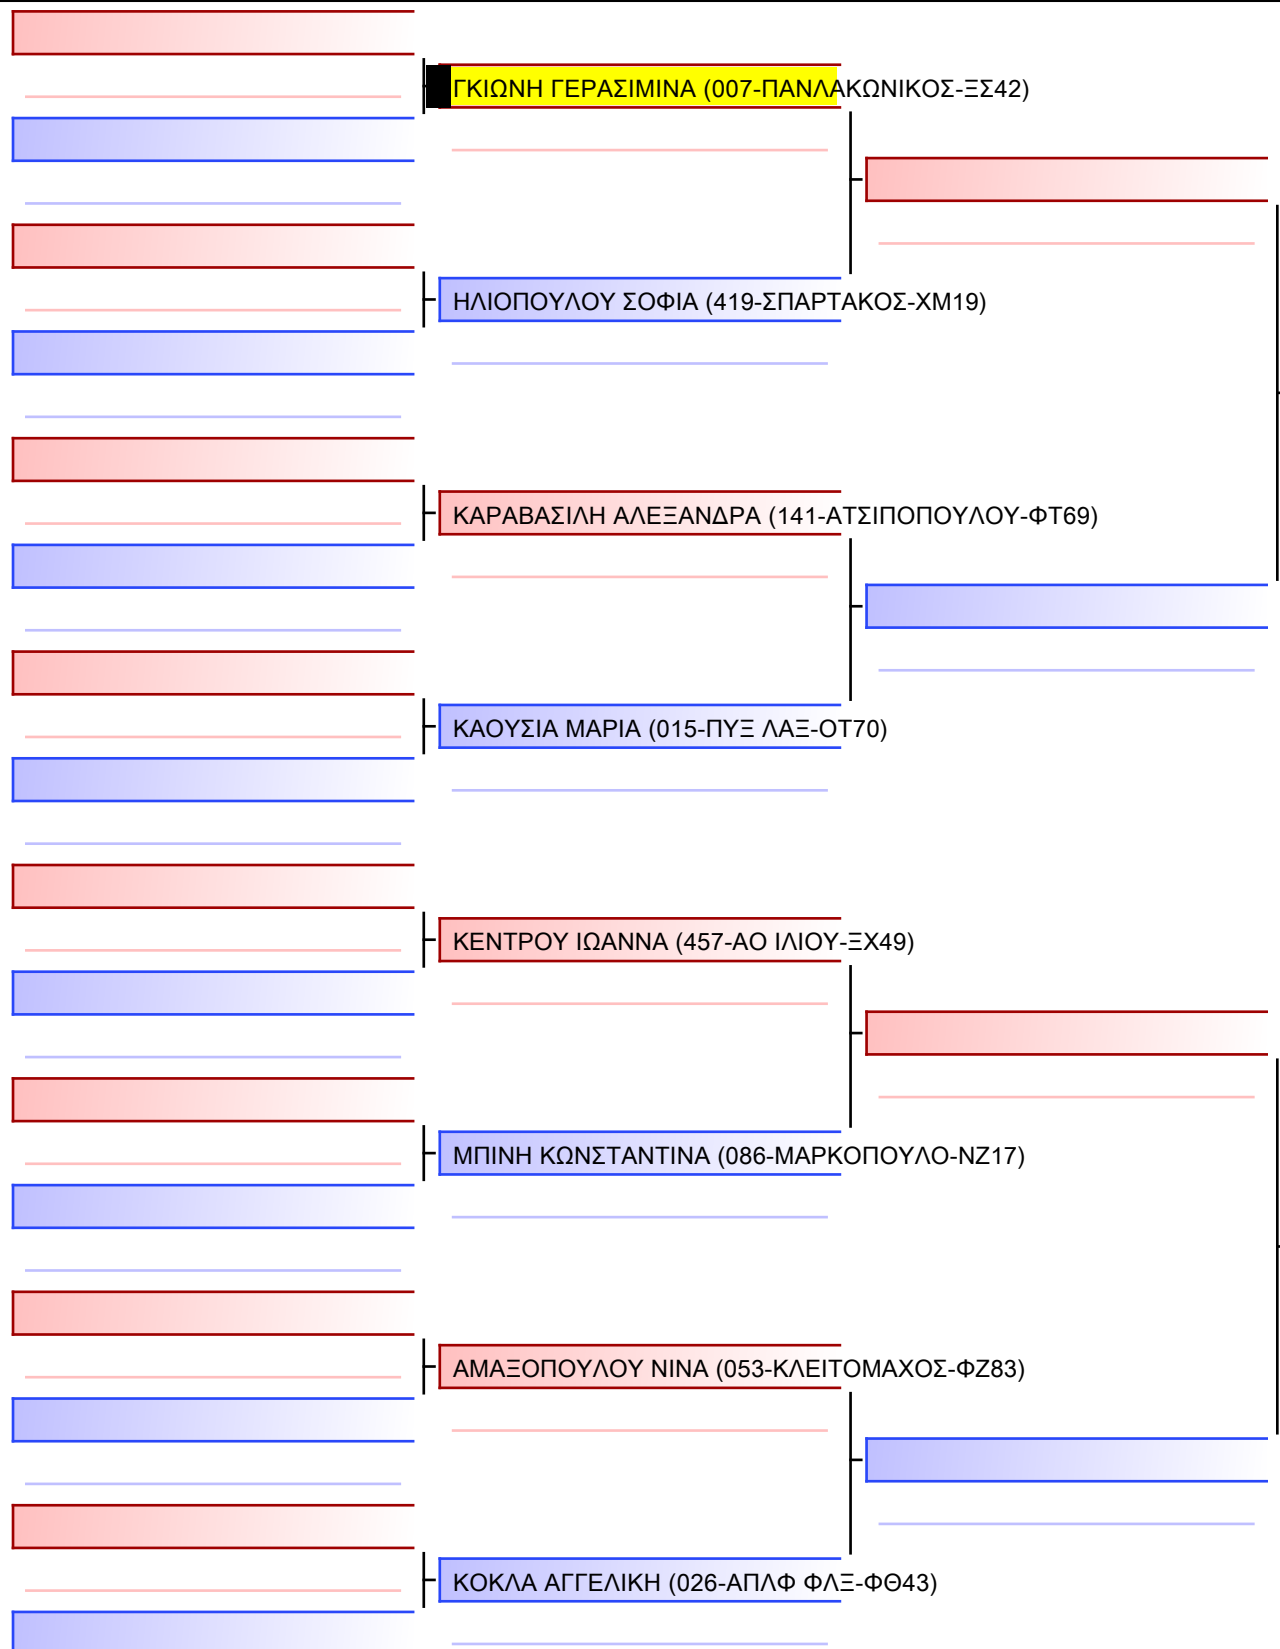 ΓΚΙΩΝΗ ΓΕΡΑΣΙΜΙΝΑ (007-ΠΑΝΛΑΚΩΝΙΚΟΣ-ΞΣ42)
ΗΛΙΟΠΟΥΛΟΥ ΣΟΦΙΑ (419-ΣΠΑΡΤΑΚΟΣ-ΧΜ19)
ΚΑΡΑΒΑΣΙΛΗ ΑΛΕΞΑΝΔΡΑ (141-ΑΤΣΙΠΟΠΟΥΛΟΥ-ΦΤ69)
ΚΑΟΥΣΙΑ ΜΑΡΙΑ (015-ΠΥΞ ΛΑΞ-ΟΤ70)
ΚΕΝΤΡΟΥ ΙΩΑΝΝΑ (457-ΑΟ ΙΛΙΟΥ-ΞΧ49)
ΜΠΙΝΗ ΚΩΝΣΤΑΝΤΙΝΑ (086-ΜΑΡΚΟΠΟΥΛΟ-ΝΖ17)
ΑΜΑΞΟΠΟΥΛΟΥ ΝΙΝΑ (053-ΚΛΕΙΤΟΜΑΧΟΣ-ΦΖ83)
ΚΟΚΛΑ ΑΓΓΕΛΙΚΗ (026-ΑΠΛΦ ΦΛΞ-ΦΘ43)